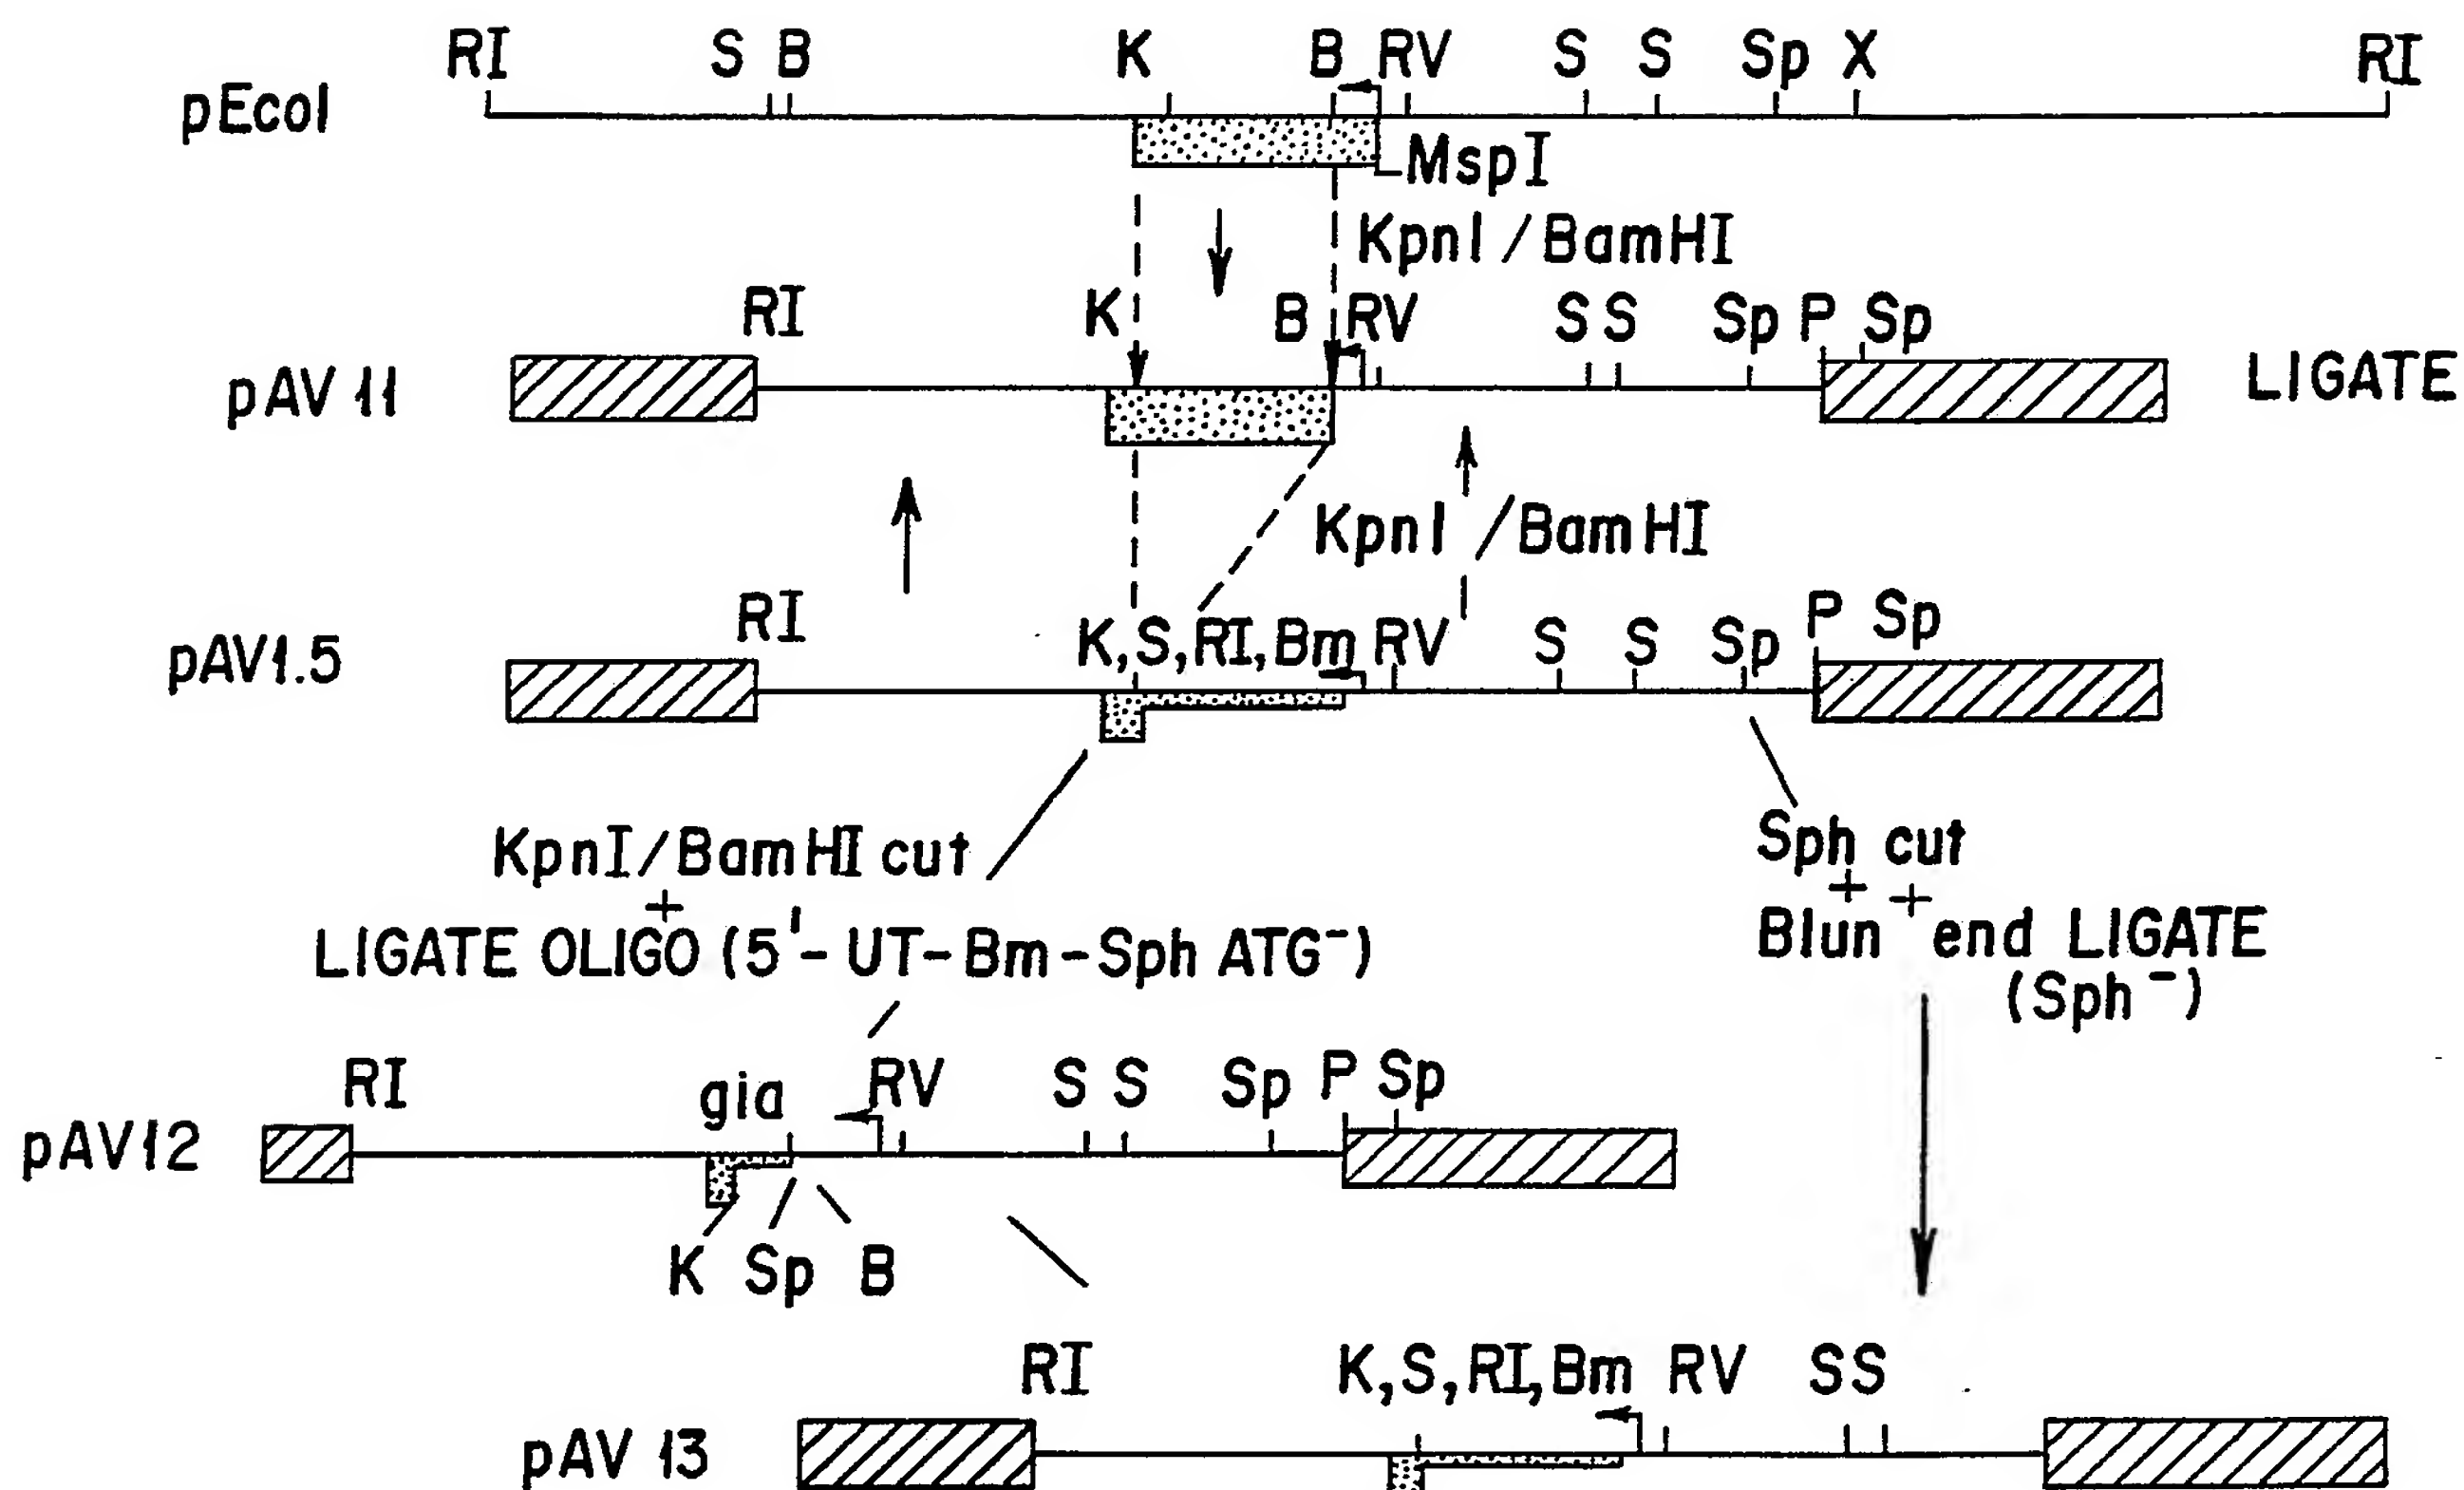 RI S B K B RV S S Sp X RI
pEcoI
MspI
KpnI / BamHI
RI K B RV S S Sp P Sp
pAV 11 LIGATE
KpnI / BamHI
RI K, S, RI, Bm RV S S Sp P Sp
pAV1.5
KpnI/BamHI cut
+
LIGATE OLIGO (5'- UT- Bm - Sph ATG⁻)
Sph cut
+ +
Blun end LIGATE
(Sph⁻)
RI gia RV S S Sp P Sp
pAV12
K Sp B
RI K, S, RI, Bm RV S S
pAV 13